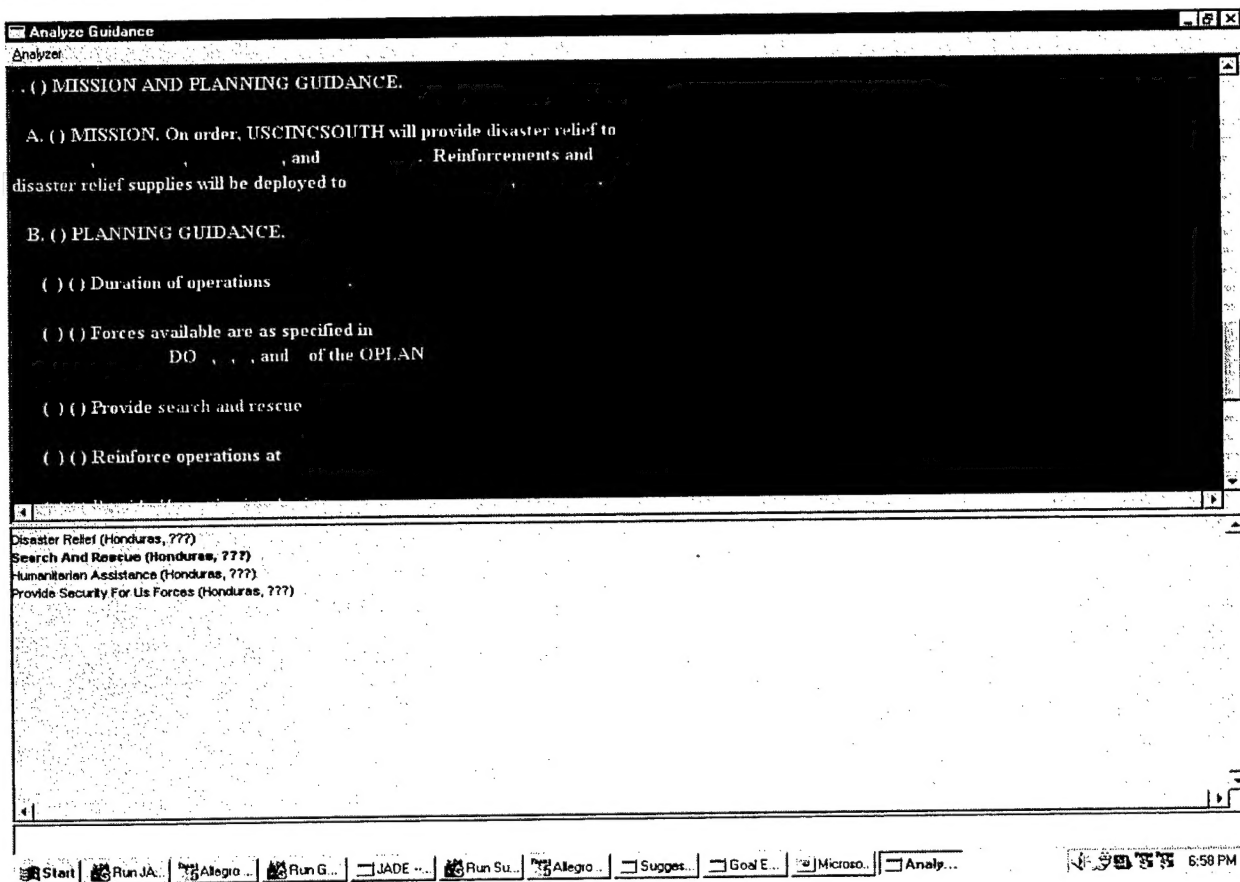 Analyze Guidance
Analyzer
. () MISSION AND PLANNING GUIDANCE.
A. () MISSION. On order, USCINCSOUTH will provide disaster relief to
, , , and . Reinforcements and
disaster relief supplies will be deployed to , .
B. () PLANNING GUIDANCE.
( ) () Duration of operations .
( ) () Forces available are as specified in
DO , , , and of the OPLAN
( ) () Provide search and rescue
( ) () Reinforce operations at
Disaster Relief (Honduras, ???)
Search And Rescue (Honduras, ???)
Humanitarian Assistance (Honduras, ???)
Provide Security For Us Forces (Honduras, ???)
Start Run JA... Allegro ... Run G... JADE --... Run Su... Allegro ... Sugges... Goal E... Microso... Analy... 6:58 PM